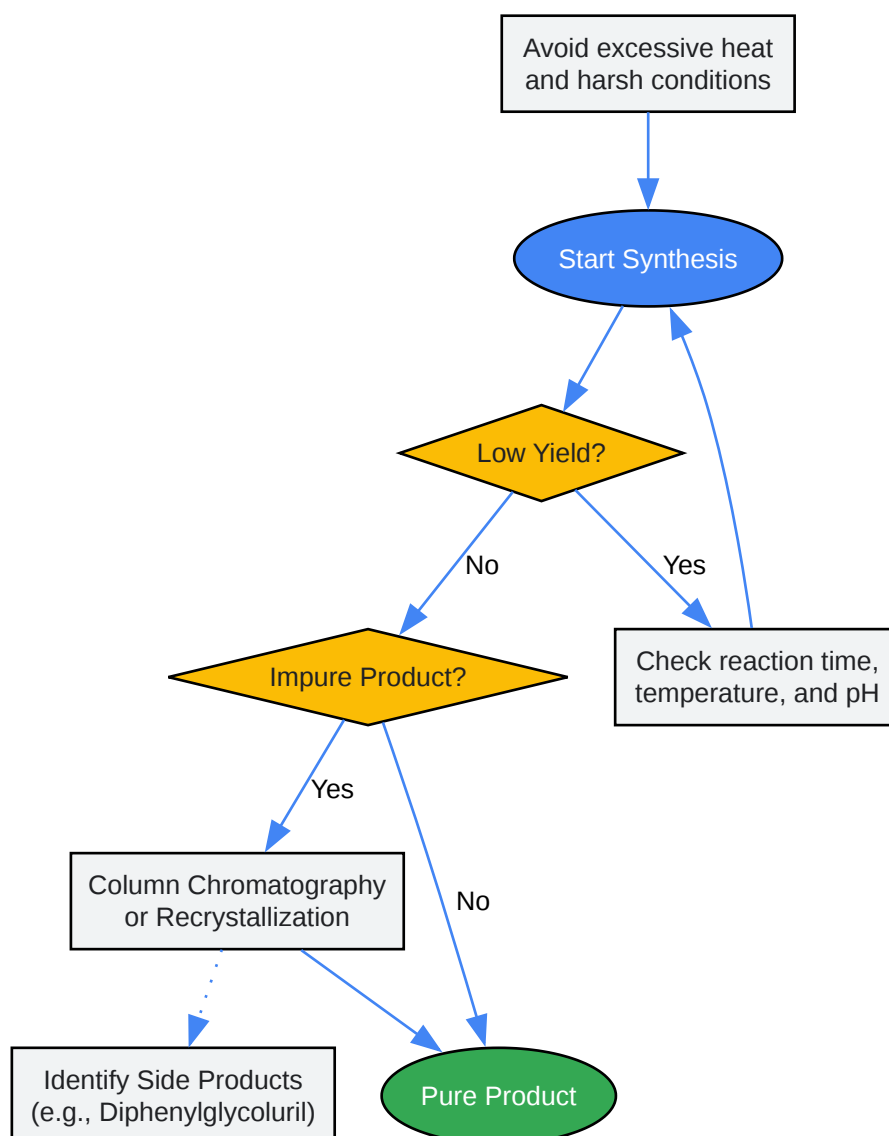 Avoid excessive heat
and harsh conditions
Start Synthesis
Low Yield?
No
Yes
Impure Product?
Check reaction time,
temperature, and pH
Yes
Column Chromatography
or Recrystallization
No
Identify Side Products
(e.g., Diphenylglycoluril)
Pure Product